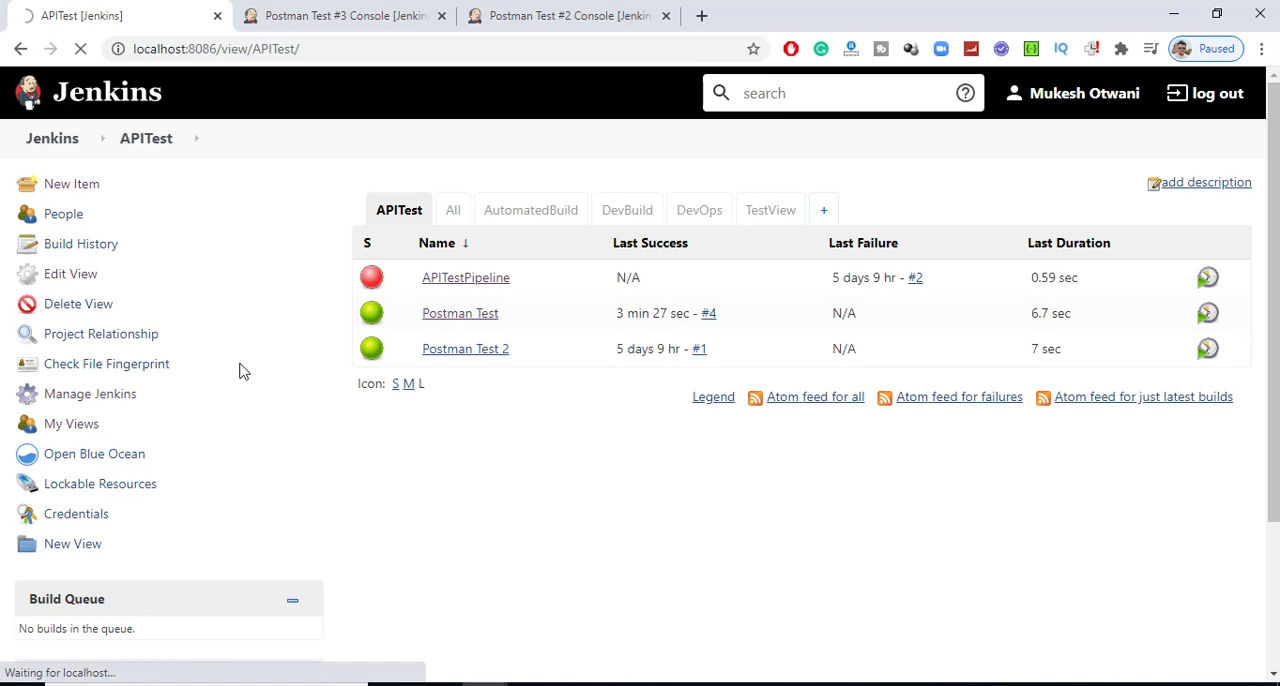 APITest [Jenkins]
Postman Test #3 Console [Jenkin
Postman Test #2 Console [Jenkin
localhost:8086/view/APITest/
Paused
Jenkins
search
Mukesh Otwani
log out
Jenkins
APITest
New Item
People
Build History
Edit View
Delete View
Project Relationship
Check File Fingerprint
Manage Jenkins
My Views
Open Blue Ocean
Lockable Resources
Credentials
New View
Build Queue
No builds in the queue.
add description
APITest All AutomatedBuild DevBuild DevOps TestView +
S Name ↓ Last Success Last Failure Last Duration
APITestPipeline N/A 5 days 9 hr - #2 0.59 sec
Postman Test 3 min 27 sec - #4 N/A 6.7 sec
Postman Test 2 5 days 9 hr - #1 N/A 7 sec
Icon: S M L
Legend Atom feed for all Atom feed for failures Atom feed for just latest builds
Waiting for localhost...